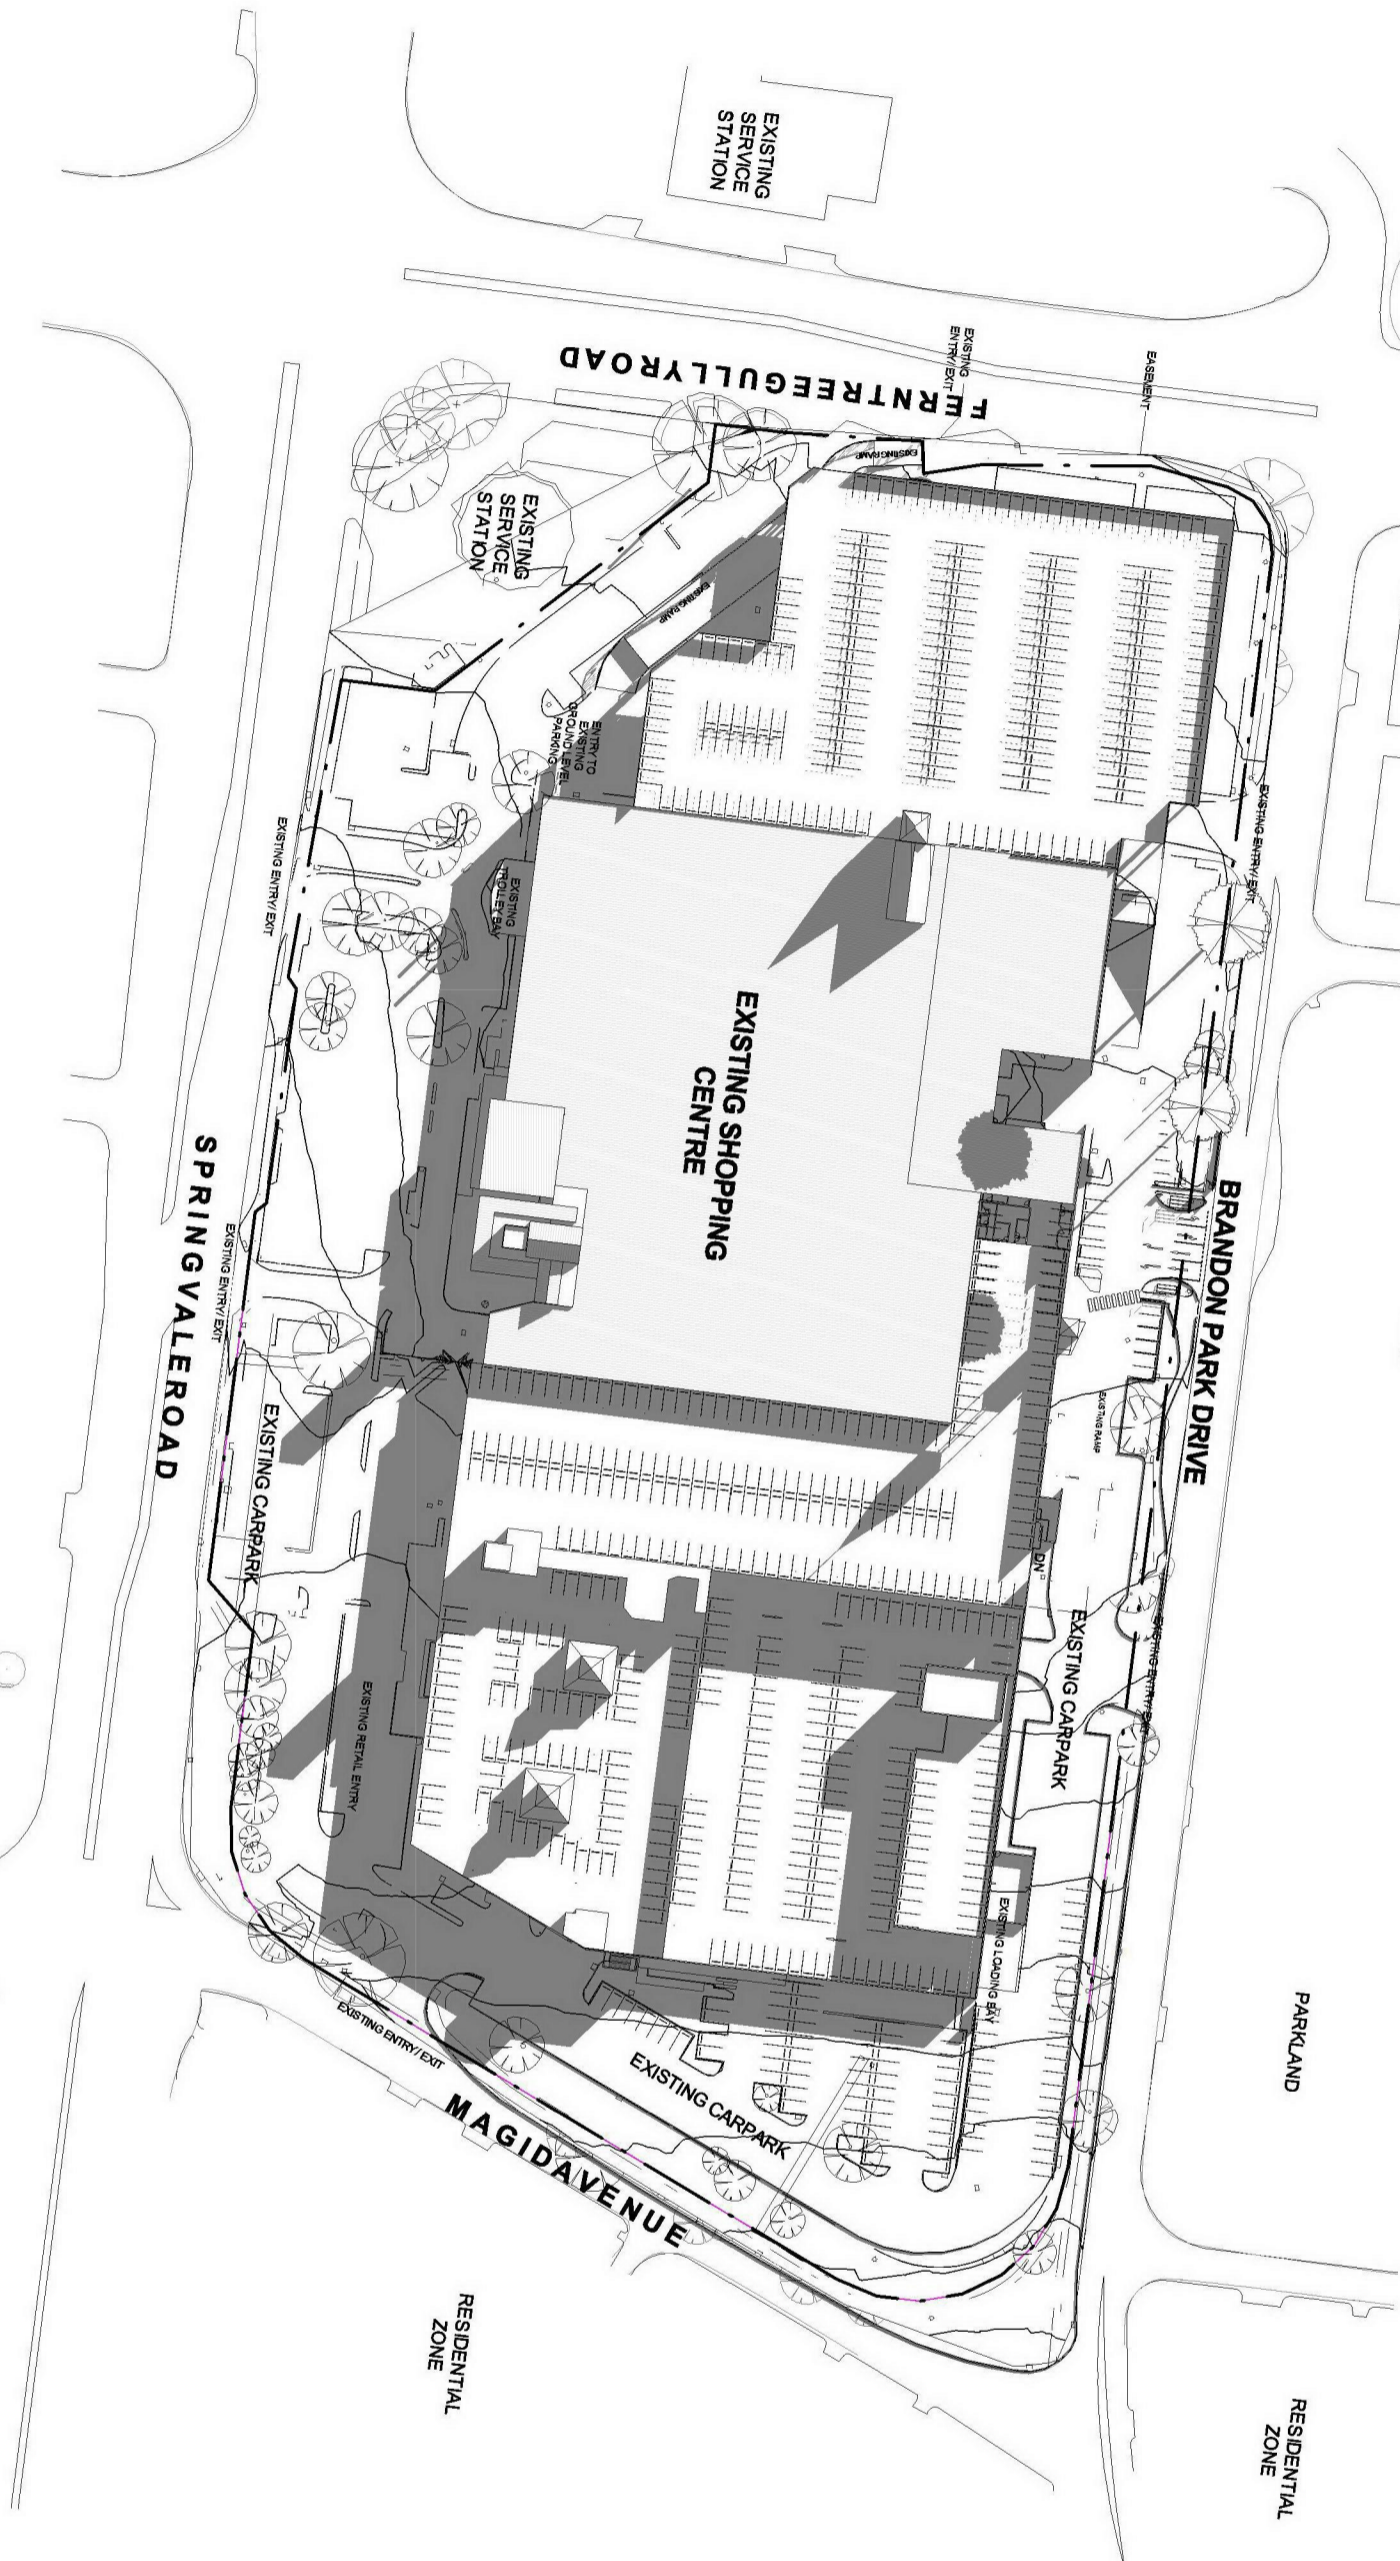 EXISTING
SERVICE
STATION
FERNTREEGULLYROAD
EXISTING
ENTRY/EXIT
EASEMENT
EXISTING RAMP
EXISTING
SERVICE
STATION
EXISTING RAMP
ENTRY TO
EXISTING
GROUND LEVEL
PARKING
EXISTING ENTRY/EXIT
EXISTING ENTRY/ EXIT
EXISTING
TROLLEY BAY
EXISTING SHOPPING
CENTRE
BRANDON PARK DRIVE
SPRINGVALEROAD
EXISTING ENTRY/ EXIT
EXISTING RAMP
EXISTING CARPARK
DN
EXISTING CARPARK
EXISTING RETAIL ENTRY
EXISTING LOADING BAY
PARKLAND
EXISTING ENTRY/ EXIT
EXISTING CARPARK
MAGIDAVENUE
RESIDENTIAL
ZONE
RESIDENTIAL
ZONE